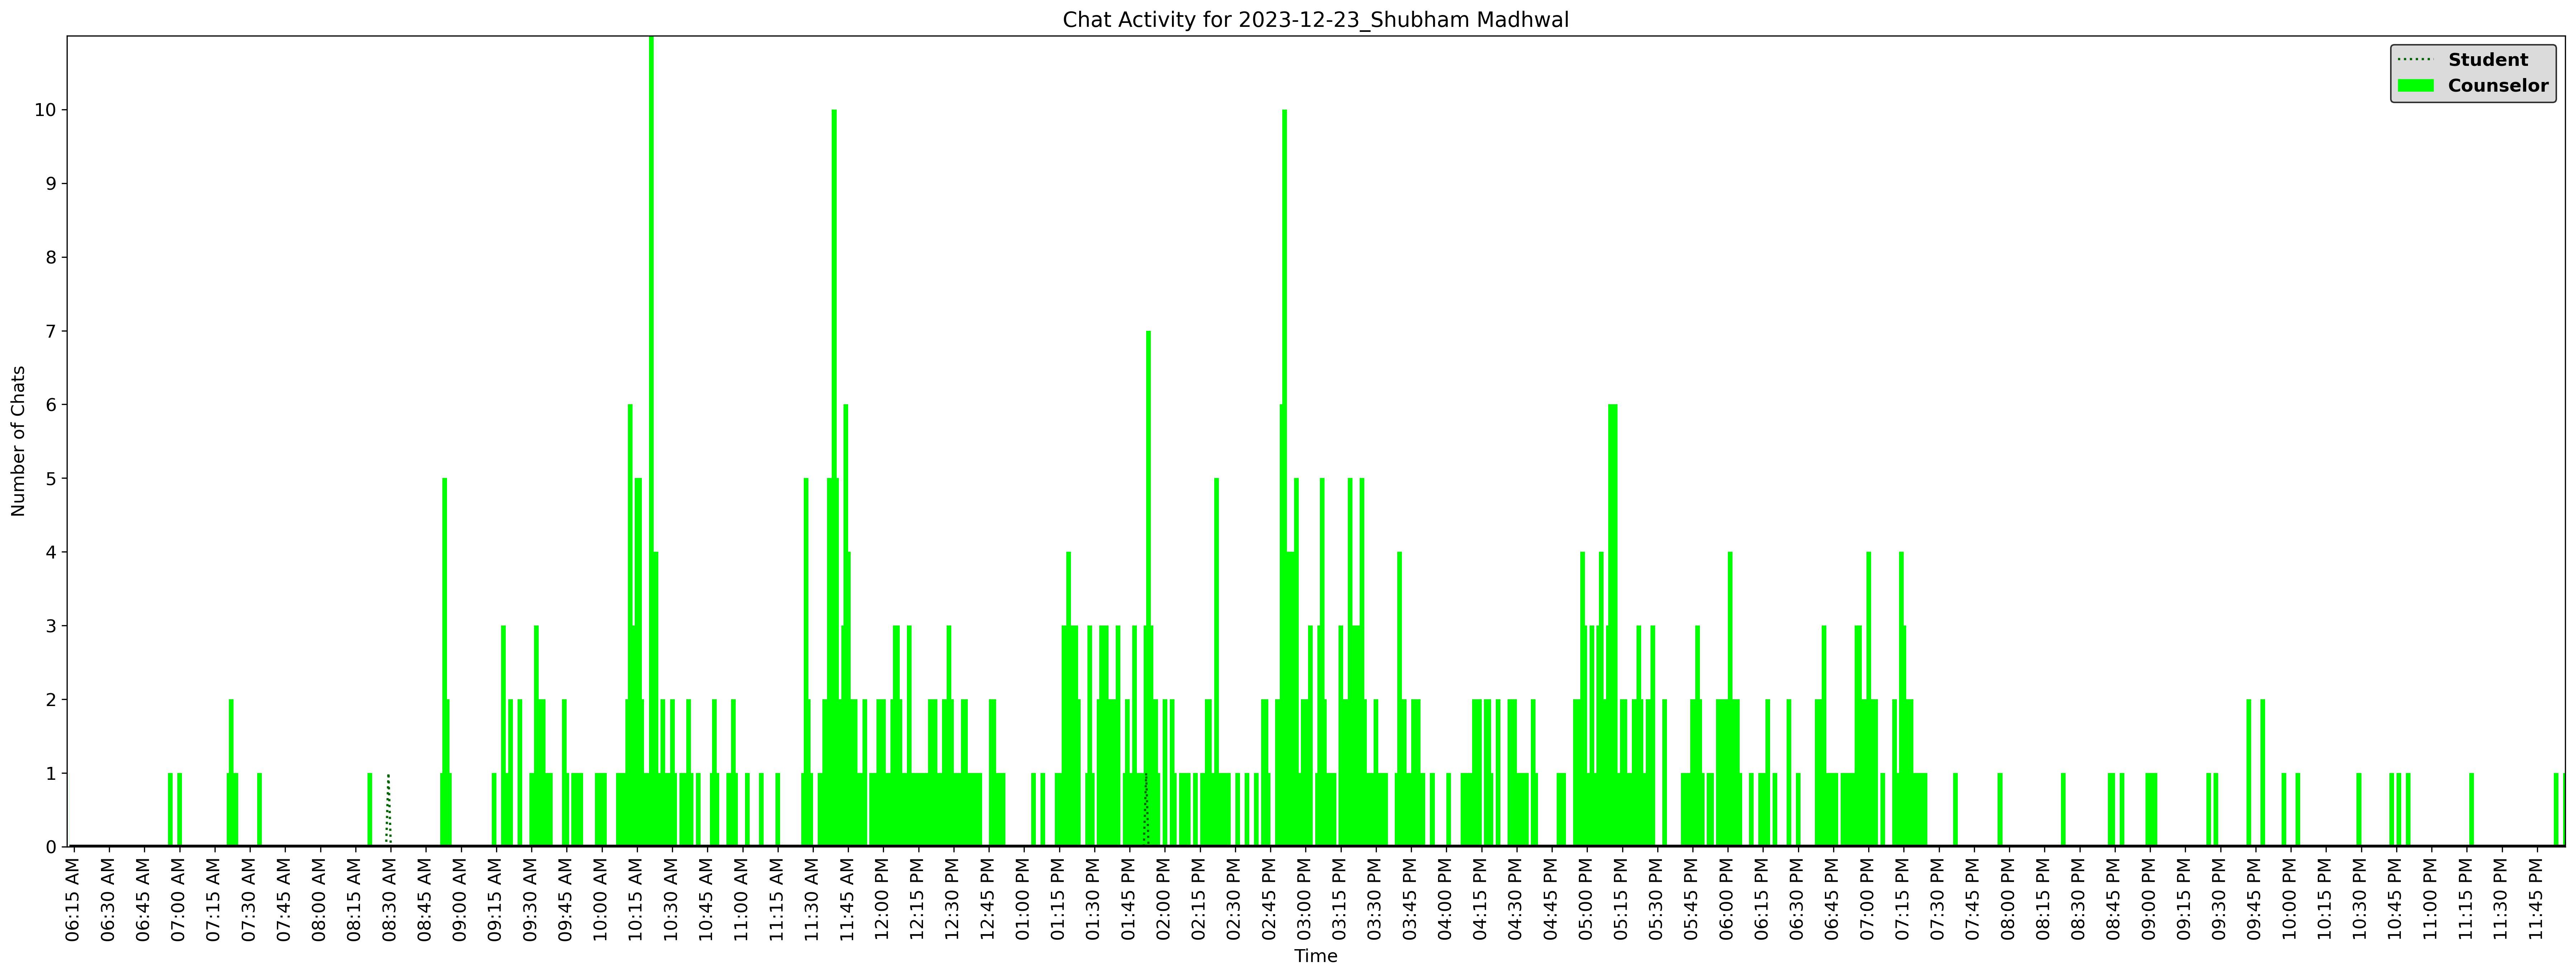 Chat Activity for 2023-12-23_Shubham Madhwal
Student
Counselor
Number of Chats
10
9
8
7
6
5
4
3
2
1
0
06:15 AM
06:30 AM
06:45 AM
07:00 AM
07:15 AM
07:30 AM
07:45 AM
08:00 AM
08:15 AM
08:30 AM
08:45 AM
09:00 AM
09:15 AM
09:30 AM
09:45 AM
10:00 AM
10:15 AM
10:30 AM
10:45 AM
11:00 AM
11:15 AM
11:30 AM
11:45 AM
12:00 PM
12:15 PM
12:30 PM
12:45 PM
01:00 PM
01:15 PM
01:30 PM
01:45 PM
02:00 PM
02:15 PM
02:30 PM
02:45 PM
03:00 PM
03:15 PM
03:30 PM
03:45 PM
04:00 PM
04:15 PM
04:30 PM
04:45 PM
05:00 PM
05:15 PM
05:30 PM
05:45 PM
06:00 PM
06:15 PM
06:30 PM
06:45 PM
07:00 PM
07:15 PM
07:30 PM
07:45 PM
08:00 PM
08:15 PM
08:30 PM
08:45 PM
09:00 PM
09:15 PM
09:30 PM
09:45 PM
10:00 PM
10:15 PM
10:30 PM
10:45 PM
11:00 PM
11:15 PM
11:30 PM
11:45 PM
Time